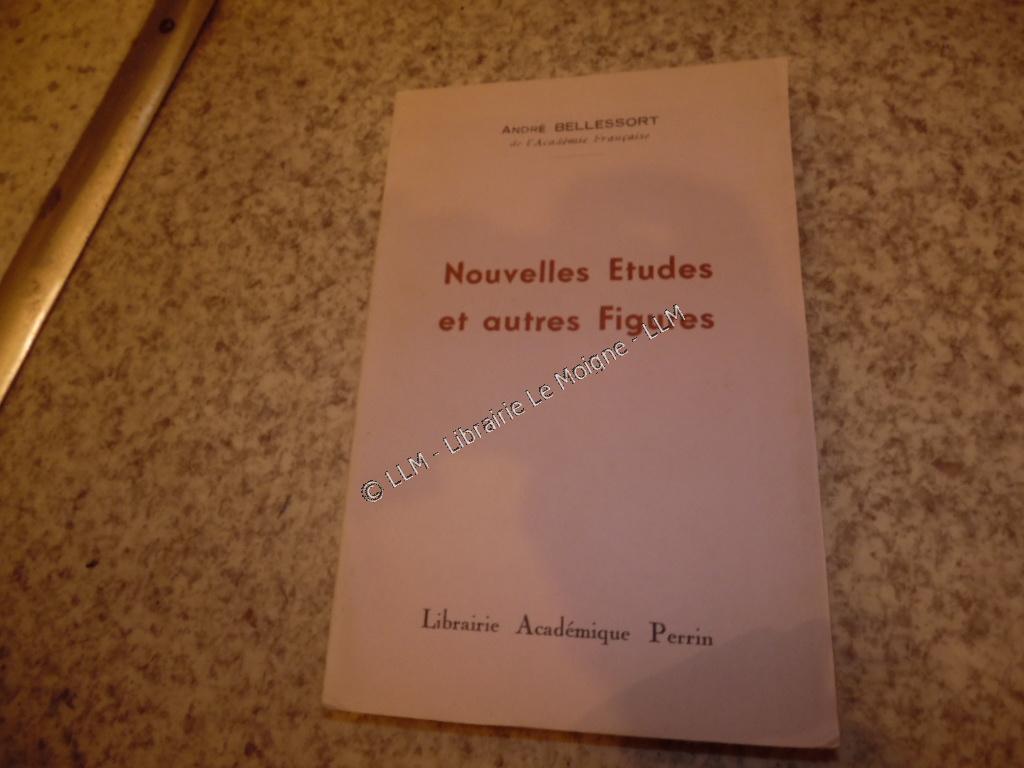 ANDRÉ BELLESSORT
de l'Académie Française
Nouvelles Etudes
et autres Figures
© LLM - Librairie Le Moigne - LLM
Librairie Académique Perrin